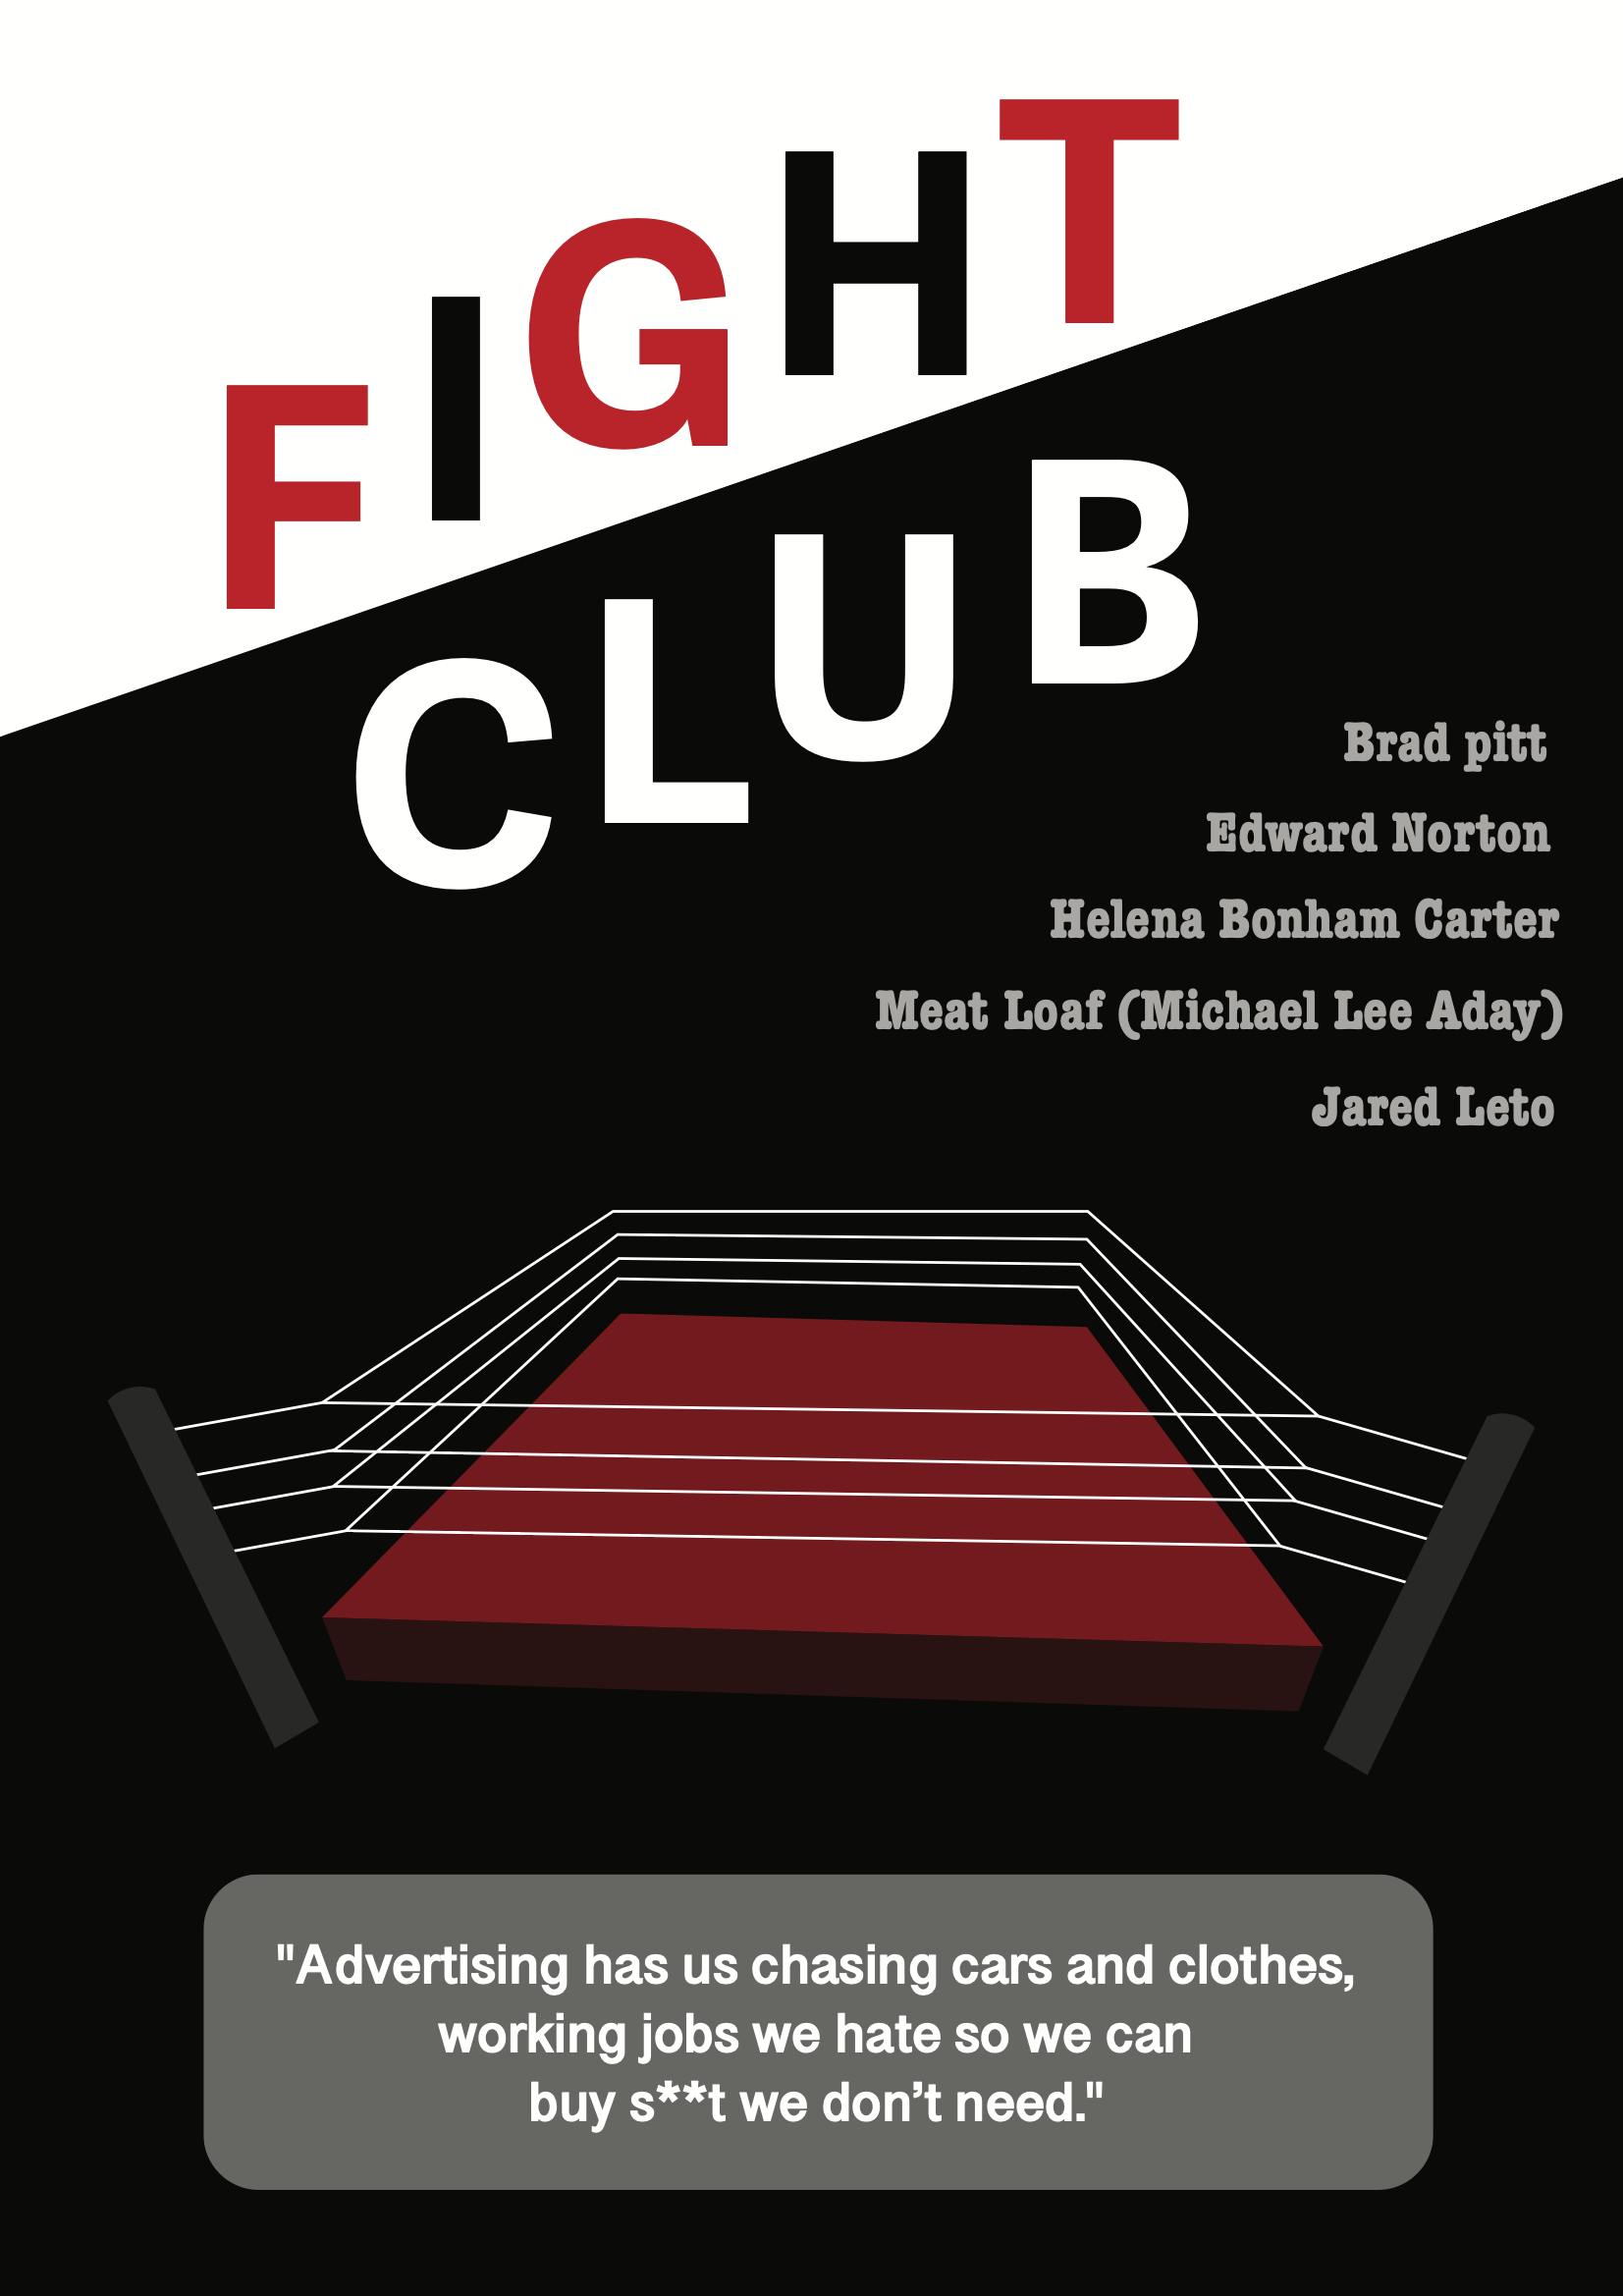 FIGHT
CLUB
Brad pitt
Edward Norton
Helena Bonham Carter
Meat Loaf (Michael Lee Aday)
Jared Leto
"Advertising has us chasing cars and clothes,
working jobs we hate so we can
buy s**t we don’t need."